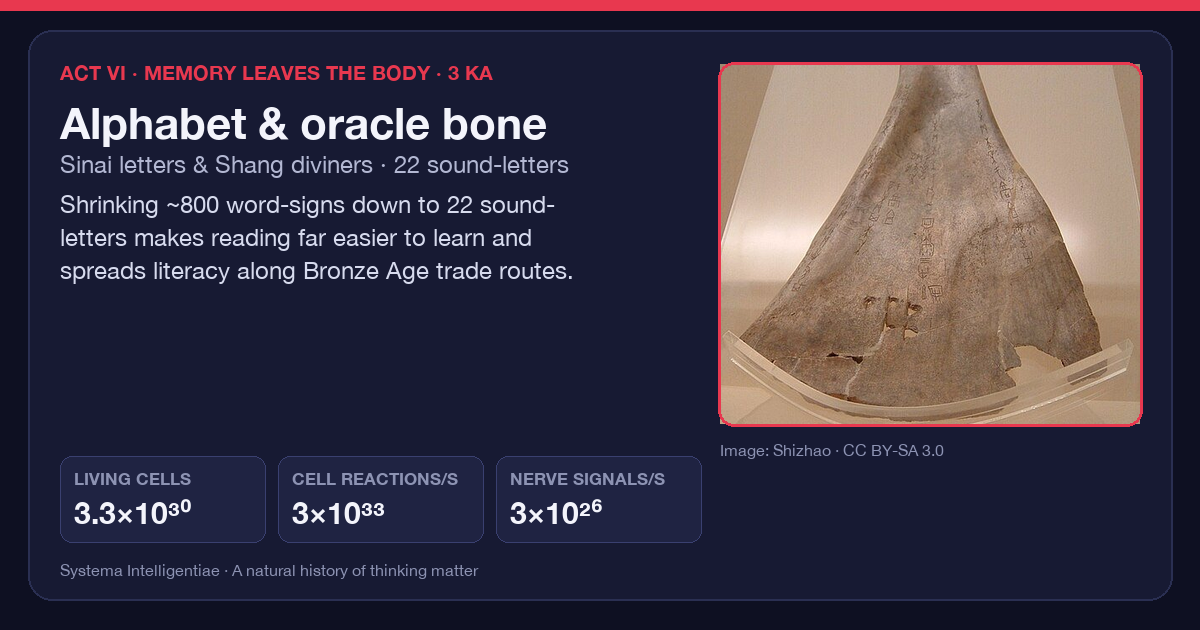 ACT VI · MEMORY LEAVES THE BODY · 3 KA
Alphabet & oracle bone
Sinai letters & Shang diviners · 22 sound-letters
Shrinking ~800 word-signs down to 22 sound-
letters makes reading far easier to learn and
spreads literacy along Bronze Age trade routes.
Image: Shizhao · CC BY-SA 3.0
LIVING CELLS
3.3×10³⁰
CELL REACTIONS/S
3×10³³
NERVE SIGNALS/S
3×10²⁶
Systema Intelligentiae · A natural history of thinking matter